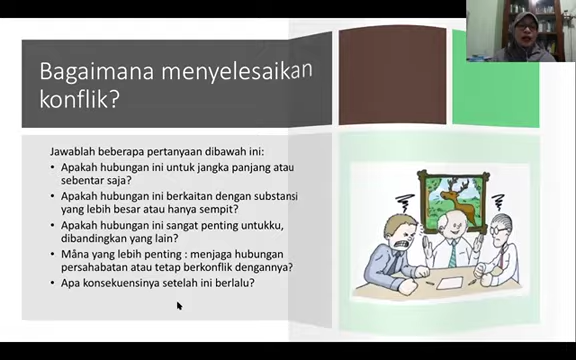 Bagaimana menyelesaikan
konflik?
Jawablah beberapa pertanyaan dibawah ini:
• Apakah hubungan ini untuk jangka panjang atau
sebentar saja?
• Apakah hubungan ini berkaitan dengan substansi
yang lebih besar atau hanya sempit?
• Apakah hubungan ini sangat penting untukku,
dibandingkan yang lain?
• Mana yang lebih penting : menjaga hubungan
persahabatan atau tetap berkonflik dengannya?
• Apa konsekuensinya setelah ini berlalu?